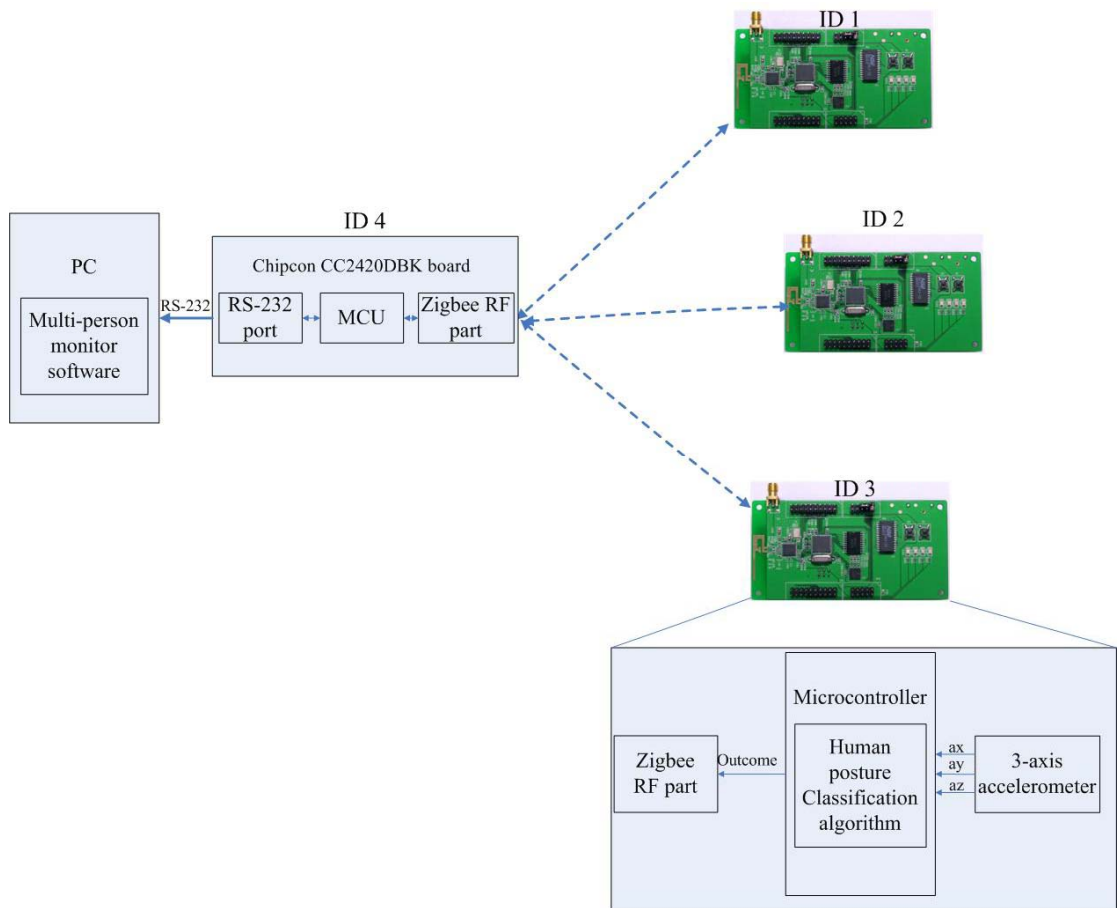 ID 1
ID 2
ID 4
PC
Chipcon CC2420DBK board
RS-232
Multi-person
monitor
software
RS-232
port
MCU
Zigbee RF
part
ID 3
Microcontroller
Zigbee
RF part
Outcome
Human
posture
Classification
algorithm
ax
ay
az
3-axis
accelerometer